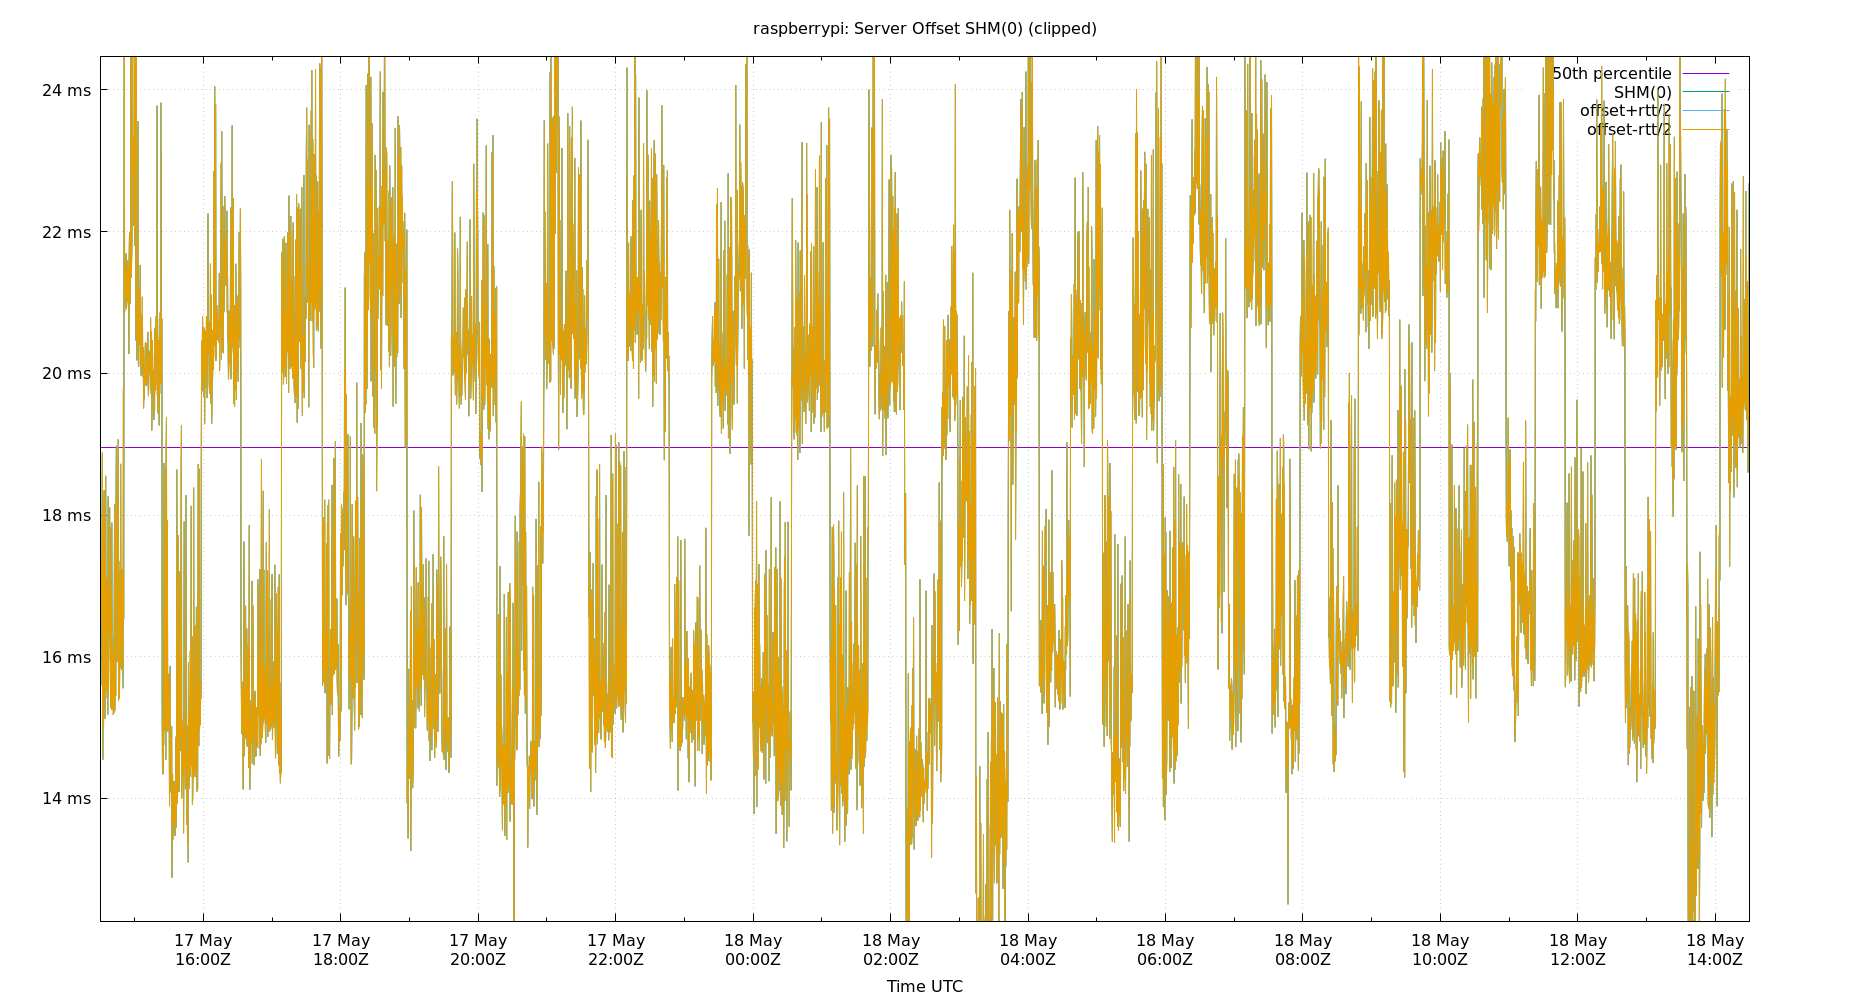 raspberrypi: Server Offset SHM(0) (clipped)
50th percentile
SHM(0)
offset+rtt/2
offset-rtt/2
24 ms
22 ms
20 ms
18 ms
16 ms
14 ms
17 May 17 May 17 May 17 May 18 May 18 May 18 May 18 May 18 May 18 May 18 May 18 May
16:00Z 18:00Z 20:00Z 22:00Z 00:00Z 02:00Z 04:00Z 06:00Z 08:00Z 10:00Z 12:00Z 14:00Z
Time UTC